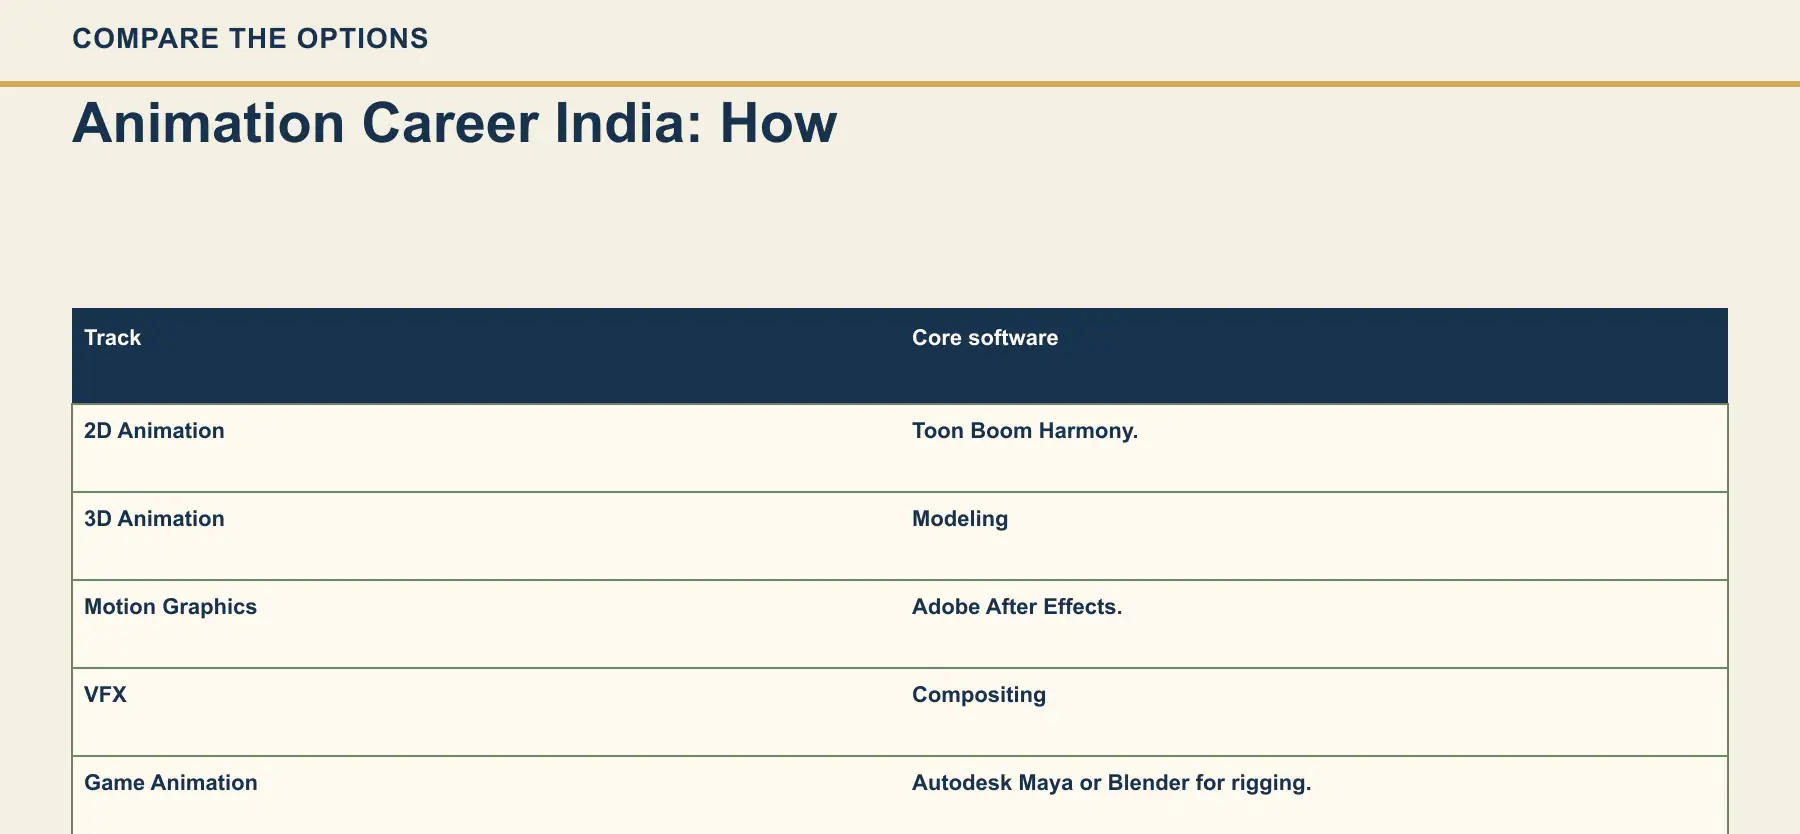 COMPARE THE OPTIONS
Animation Career India: How
Track Core software
2D Animation Toon Boom Harmony.
3D Animation Modeling
Motion Graphics Adobe After Effects.
VFX Compositing
Game Animation Autodesk Maya or Blender for rigging.